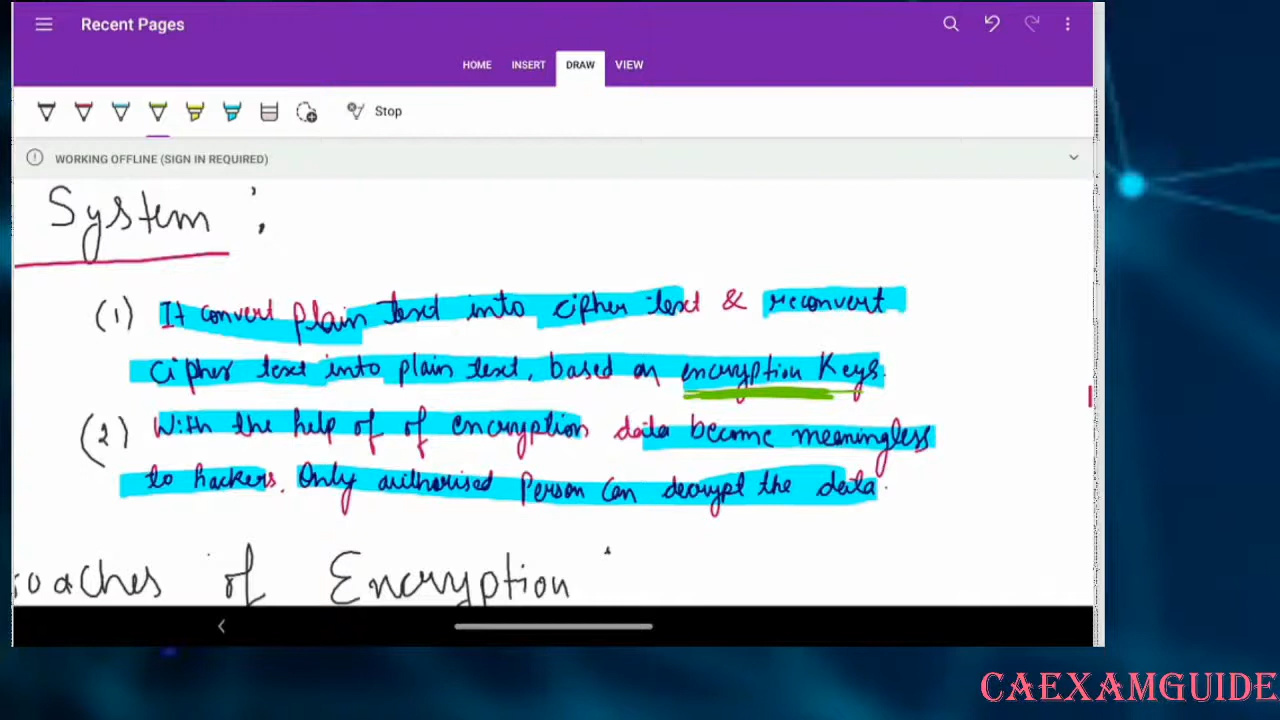 Recent Pages
HOME INSERT DRAW VIEW
Stop
WORKING OFFLINE (SIGN IN REQUIRED)
System :
(1) It convert plain text into cipher text & reconvert
cipher text into plain text, based on encryption Keys.
(2) With the help of of encryption data become meaningless
to hackers. Only authorised Person Can decrypt the data.
oaches of Encryption
CAEXAMGUIDE